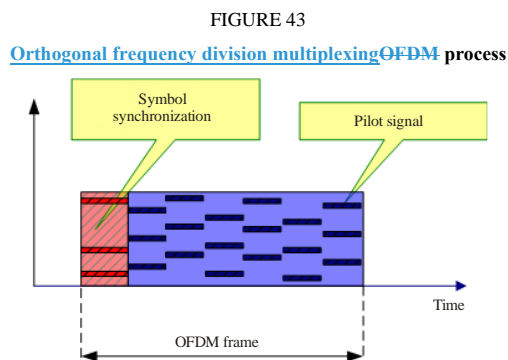 FIGURE 43
Orthogonal frequency division multiplexingOFDM process
Symbol
synchronization
Pilot signal
Time
OFDM frame